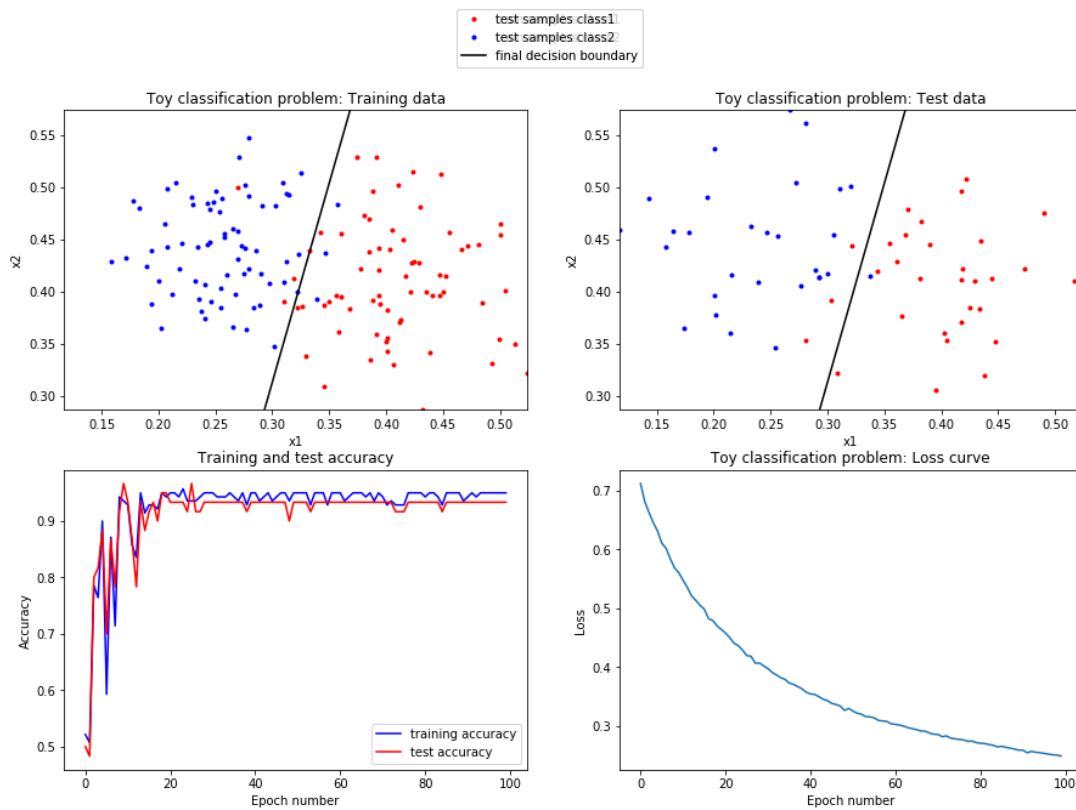 test samples class1
test samples class2
final decision boundary
Toy classification problem: Training data
0.55
0.50
0.45
0.40
0.35
0.30
x2
0.15 0.20 0.25 0.30 0.35 0.40 0.45 0.50
x1
Toy classification problem: Test data
0.55
0.50
0.45
0.40
0.35
0.30
x2
0.15 0.20 0.25 0.30 0.35 0.40 0.45 0.50
x1
Training and test accuracy
0.9
0.8
0.7
0.6
0.5
Accuracy
training accuracy
test accuracy
0 20 40 60 80 100
Epoch number
Toy classification problem: Loss curve
0.7
0.6
0.5
0.4
0.3
Loss
0 20 40 60 80 100
Epoch number